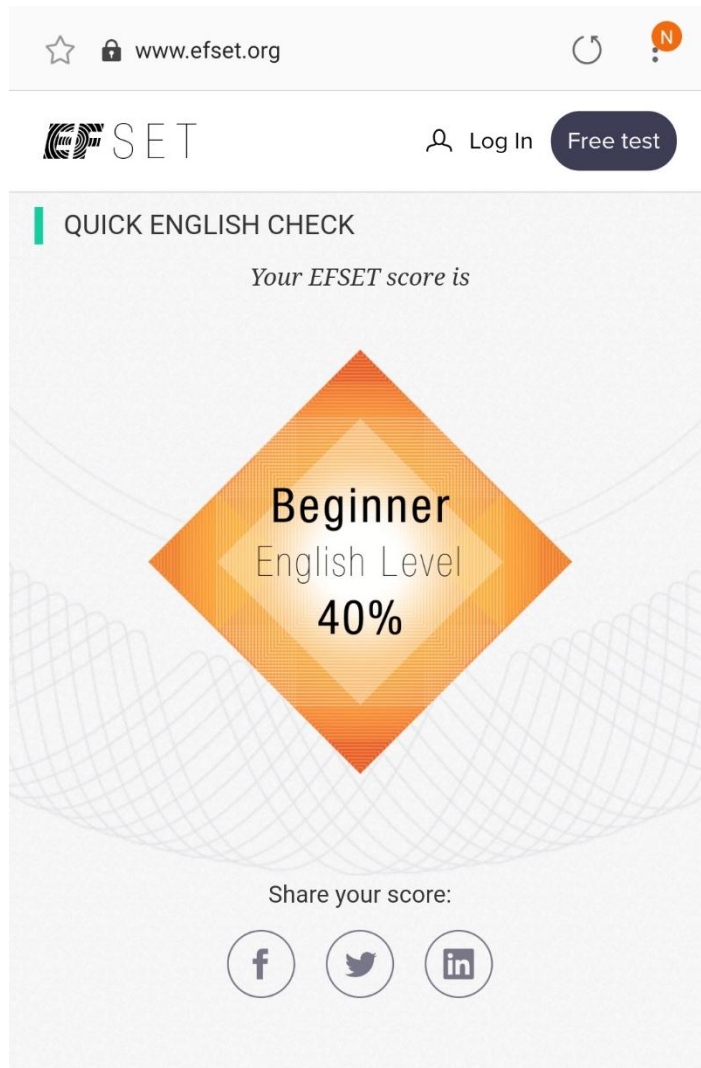 www.efset.org
N
EF SET
Log In
Free test
QUICK ENGLISH CHECK
Your EFSET score is
Beginner
English Level
40%
Share your score:
f
in